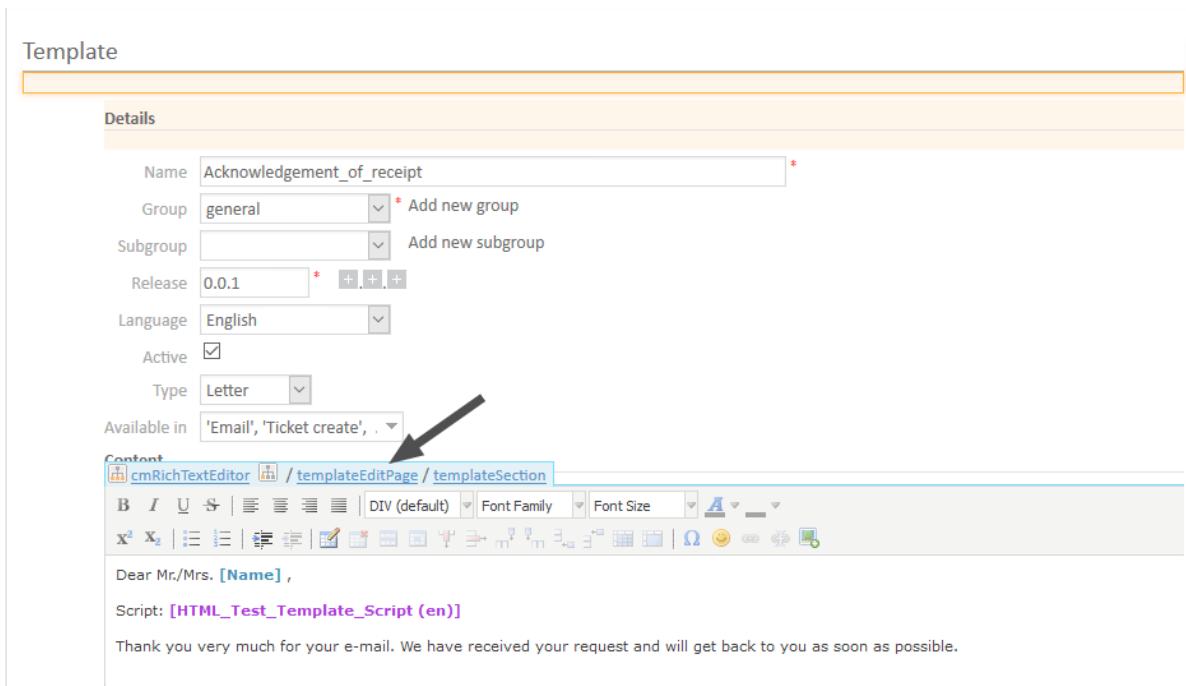 Template
Details
Name Acknowledgement_of_receipt *
Group general * Add new group
Subgroup Add new subgroup
Release 0.0.1 * + . + . +
Language English
Active
Type Letter
Available in 'Email', 'Ticket create', .
Content
cmRichTextEditor / templateEditPage / templateSection
B I U S DIV (default) Font Family Font Size A
x² X₂ Ω
Dear Mr./Mrs. [Name] ,
Script: [HTML_Test_Template_Script (en)]
Thank you very much for your e-mail. We have received your request and will get back to you as soon as possible.